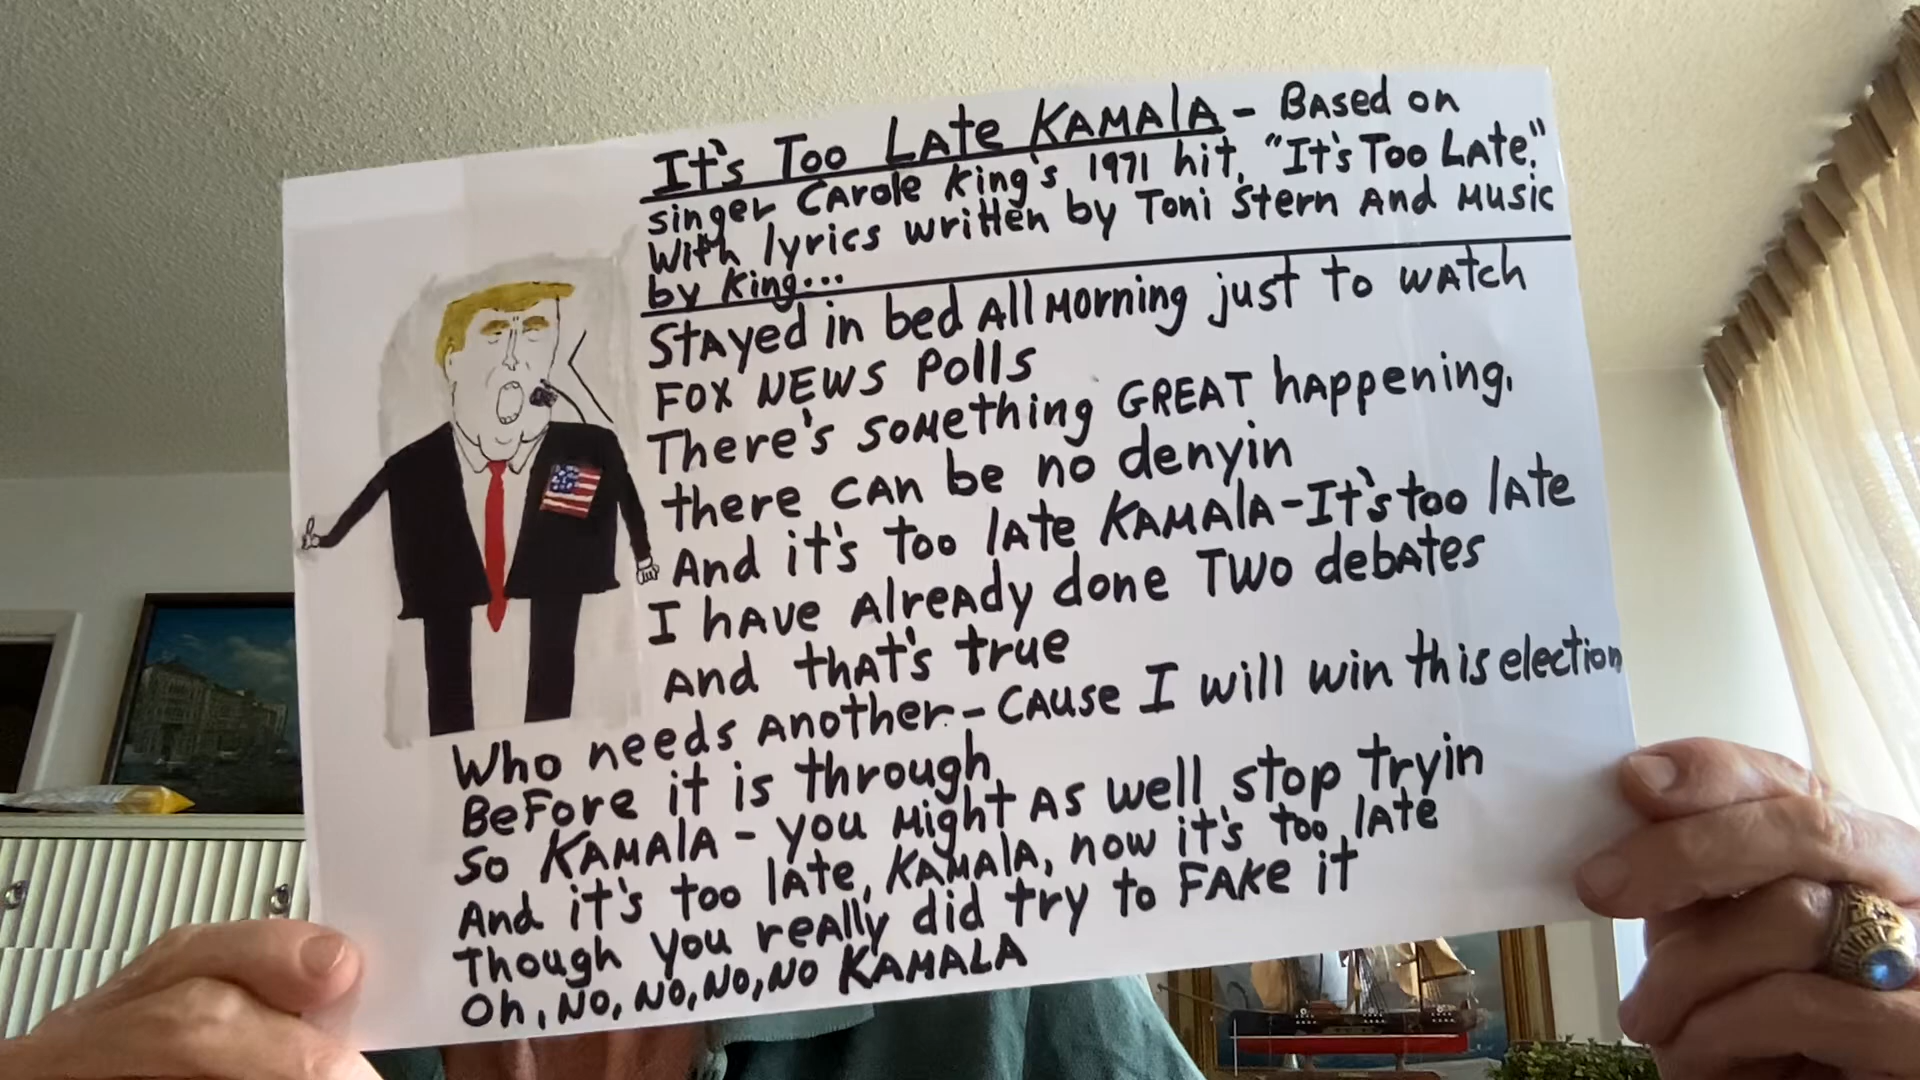 It's Too Late KAMALA - Based on
singer Carole King's 1971 hit, "It's Too Late,"
With lyrics written by Toni Stern And Music
by King...
Stayed in bed All Morning just to watch
FOX NEWS Polls
There's something GREAT happening,
there can be no denyin
And it's too late KAMALA - It's too late
I have Already done TWO debates
And that's true
Who needs Another - CAUSE I will win this election
Before it is through
So KAMALA - you Might As well stop tryin
And it's too late, KAMALA, now it's too late
Though you really did try to FAKE it
Oh, NO, NO, NO, NO KAMALA